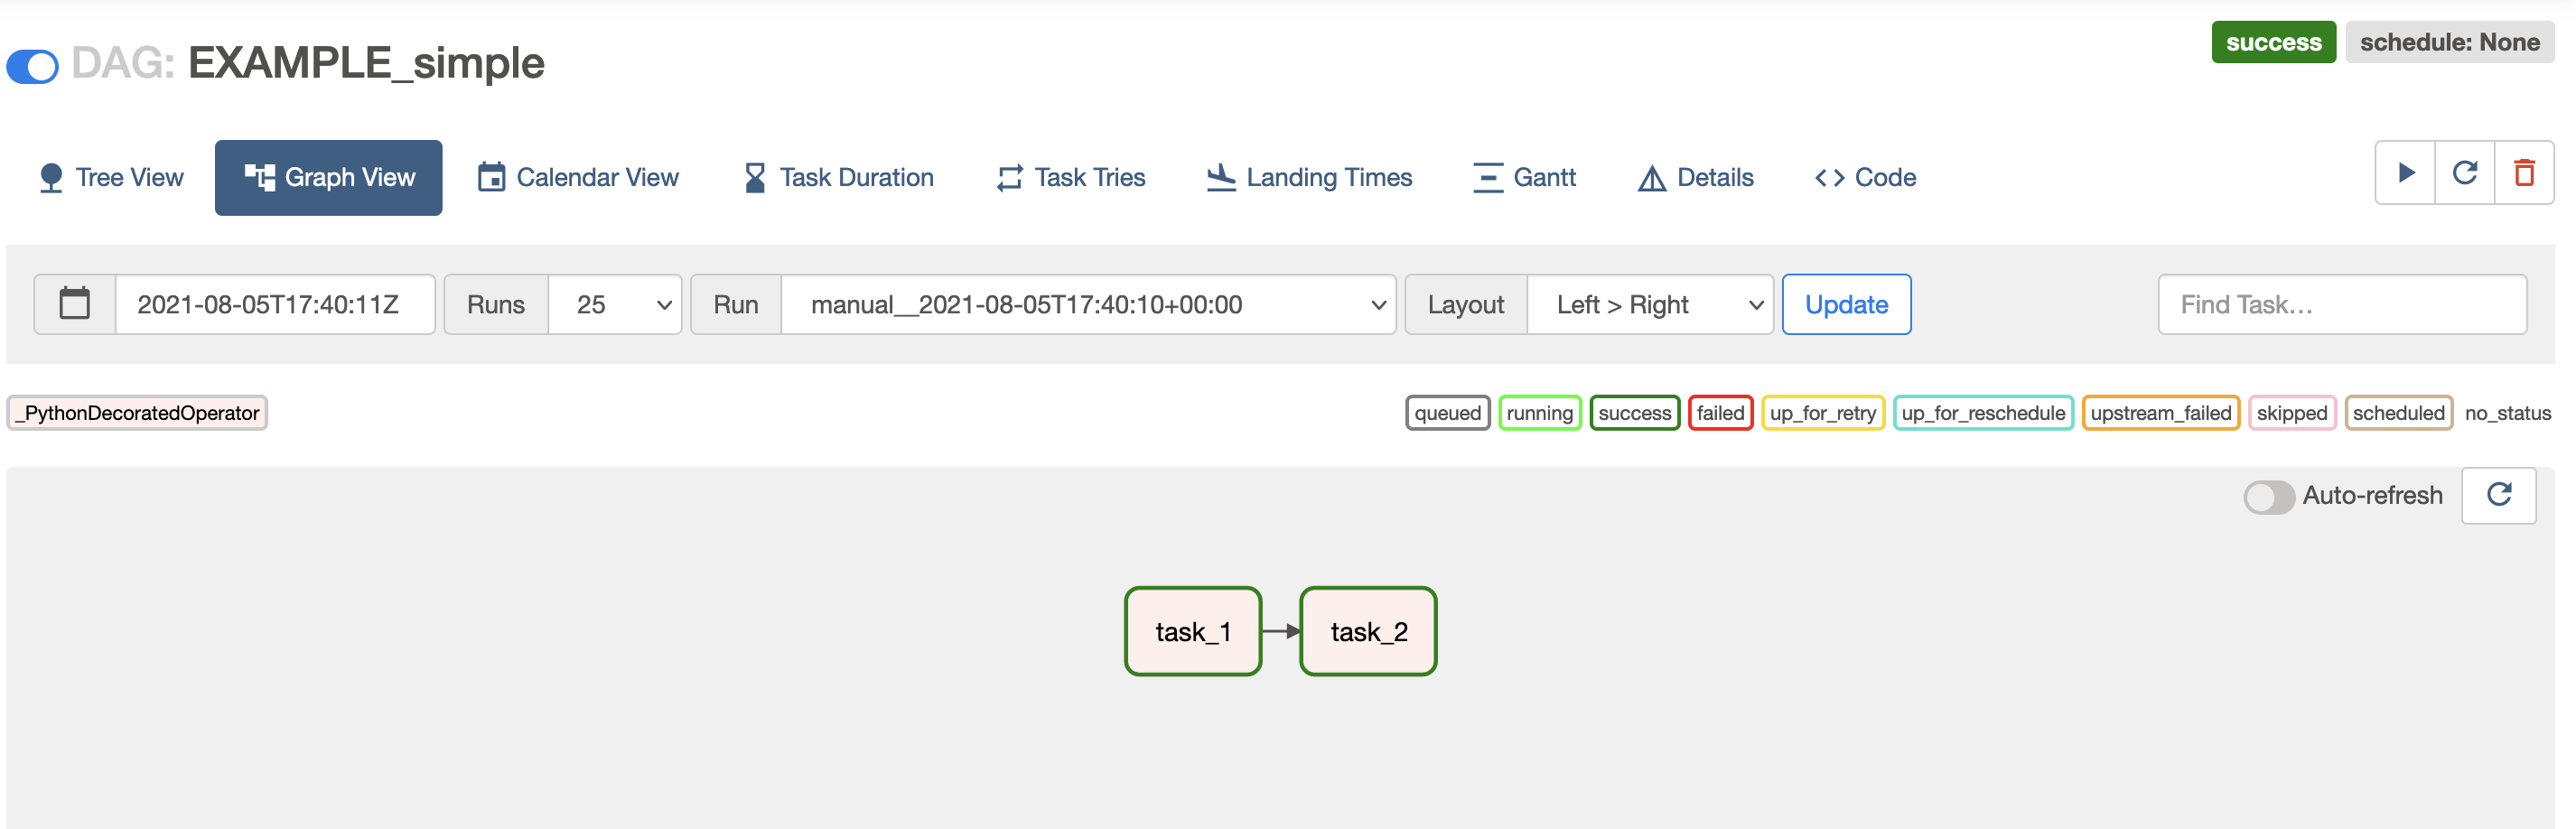 DAG: EXAMPLE_simple
success schedule: None
Tree View Graph View Calendar View Task Duration Task Tries Landing Times Gantt Details Code
2021-08-05T17:40:11Z Runs 25 Run manual__2021-08-05T17:40:10+00:00 Layout Left > Right Update Find Task…
_PythonDecoratedOperator queued running success failed up_for_retry up_for_reschedule upstream_failed skipped scheduled no_status
Auto-refresh
task_1 task_2